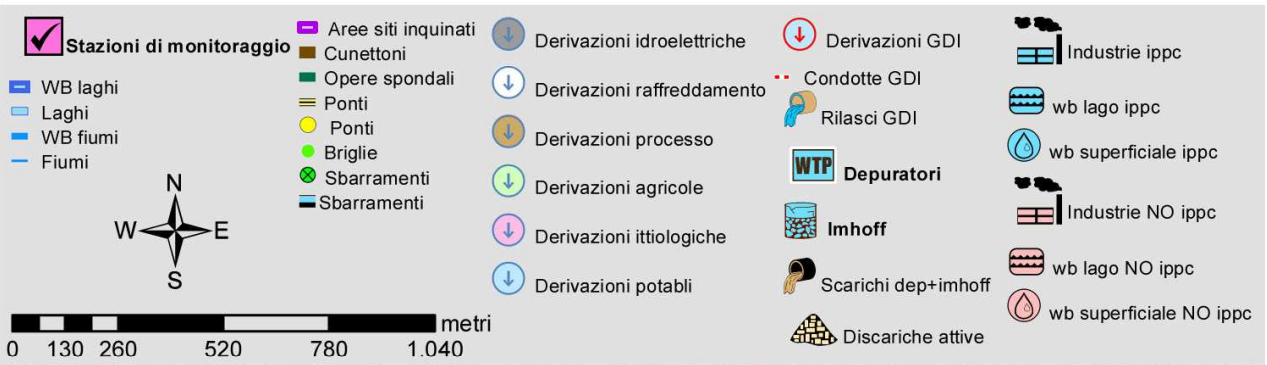 Stazioni di monitoraggio
WB laghi
Laghi
WB fiumi
Fiumi
N
W
E
S
metri
0 130 260 520 780 1.040
Aree siti inquinati
Cunettoni
Opere spondali
Ponti
Ponti
Briglie
Sbarramenti
Sbarramenti
Derivazioni idroelettriche
Derivazioni raffreddamento
Derivazioni processo
Derivazioni agricole
Derivazioni ittiologiche
Derivazioni potabli
Derivazioni GDI
Condotte GDI
Rilasci GDI
WTP Depuratori
Imhoff
Scarichi dep+imhoff
Discariche attive
Industrie ippc
wb lago ippc
wb superficiale ippc
Industrie NO ippc
wb lago NO ippc
wb superficiale NO ippc